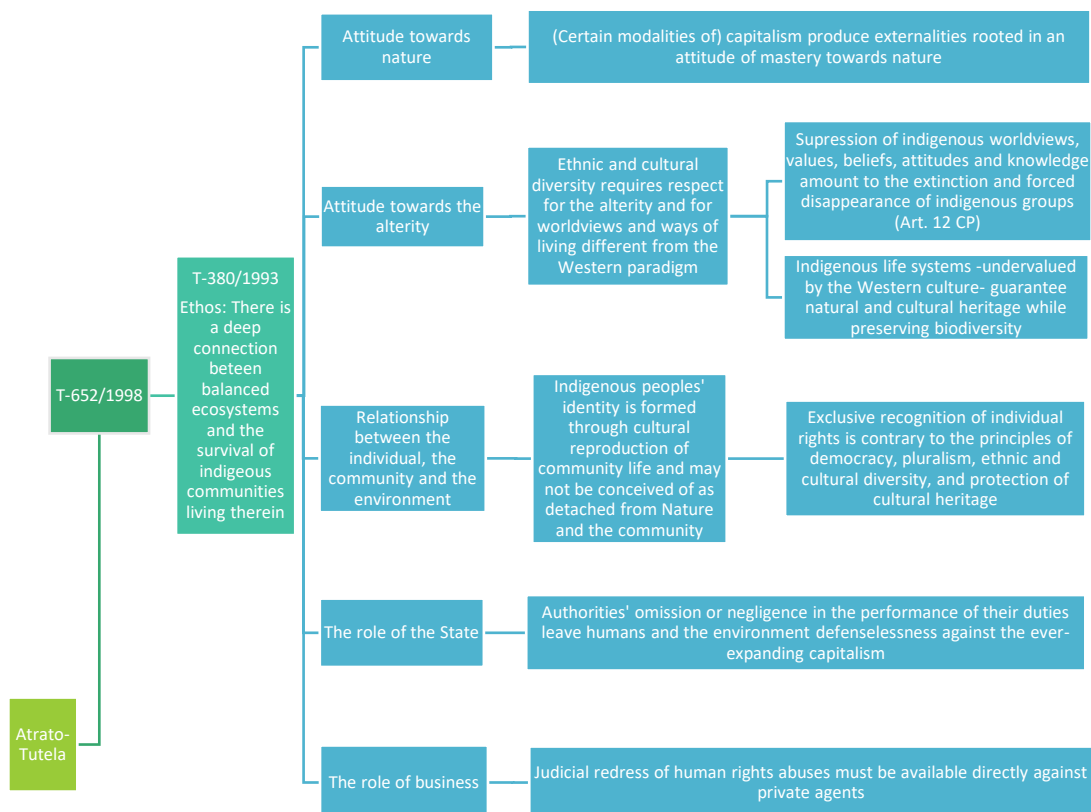 Attitude towards
nature
(Certain modalities of) capitalism produce externalities rooted in an
attitude of mastery towards nature
Attitude towards the
alterity
Ethnic and cultural
diversity requires respect
for the alterity and for
worldviews and ways of
living different from the
Western paradigm
Supression of indigenous worldviews,
values, beliefs, attitudes and knowledge
amount to the extinction and forced
disappearance of indigenous groups
(Art. 12 CP)
Indigenous life systems -undervalued
by the Western culture- guarantee
natural and cultural heritage while
preserving biodiversity
T-380/1993
Ethos: There is
a deep
connection
beteen
balanced
ecosystems
and the
survival of
indigeous
communities
living therein
T-652/1998
Relationship
between the
individual, the
community and the
environment
Indigenous peoples'
identity is formed
through cultural
reproduction of
community life and may
not be conceived of as
detached from Nature
and the community
Exclusive recognition of individual
rights is contrary to the principles of
democracy, pluralism, ethnic and
cultural diversity, and protection of
cultural heritage
The role of the State
Authorities' omission or negligence in the performance of their duties
leave humans and the environment defenselessness against the ever-
expanding capitalism
Atrato-
Tutela
The role of business
Judicial redress of human rights abuses must be available directly against
private agents